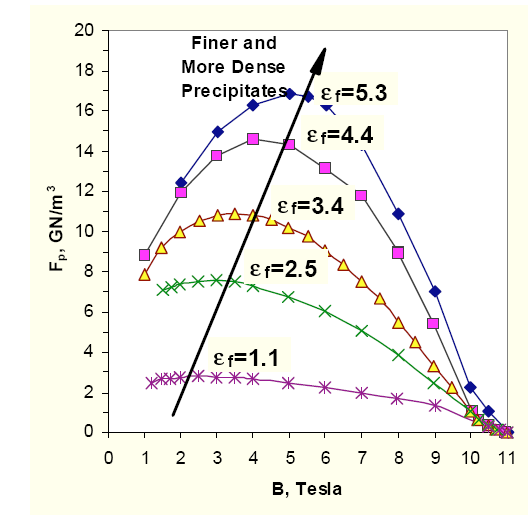 20
18
16
14
12
10
8
6
4
2
0
Fp, GN/m³
Finer and
More Dense
Precipitates
εf=5.3
εf=4.4
εf=3.4
εf=2.5
εf=1.1
0 1 2 3 4 5 6 7 8 9 10 11
B, Tesla